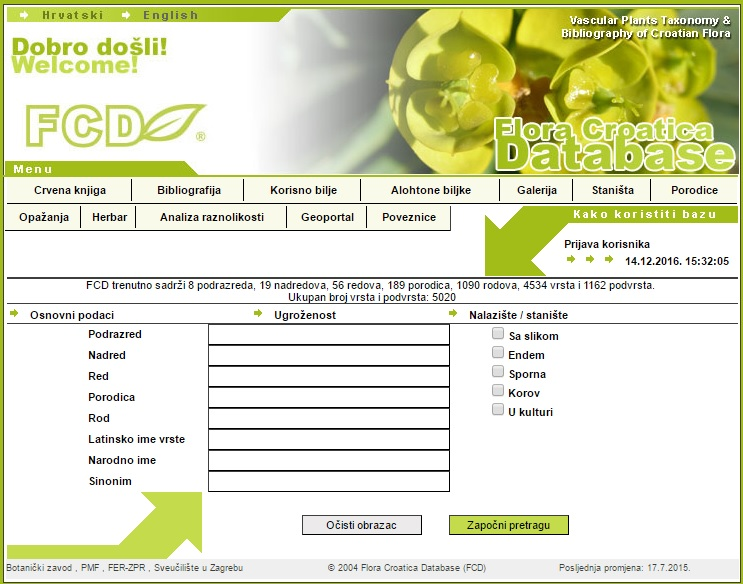 Hrvatski English
Vascular Plants Taxonomy &
Bibliography of Croatian Flora
Dobro došli!
Welcome!
FCD ®
Flora Croatica
Database
Menu
Crvena knjiga Bibliografija Korisno bilje Alohtone biljke Galerija Staništa Porodice
Opažanja Herbar Analiza raznolikosti Geoportal Poveznice
Kako koristiti bazu
Prijava korisnika
14.12.2016. 15:32:05
FCD trenutno sadrži 8 podrazreda, 19 nadredova, 56 redova, 189 porodica, 1090 rodova, 4534 vrsta i 1162 podvrsta.
Ukupan broj vrsta i podvrsta: 5020
Osnovni podaci Ugroženost Nalazište / stanište
Podrazred
Nadred
Red
Porodica
Rod
Latinsko ime vrste
Narodno ime
Sinonim
Sa slikom
Endem
Sporna
Korov
U kulturi
Očisti obrazac Započni pretragu
Botanički zavod , PMF , FER-ZPR , Sveučilište u Zagrebu © 2004 Flora Croatica Database (FCD) Posljednja promjena: 17.7.2015.